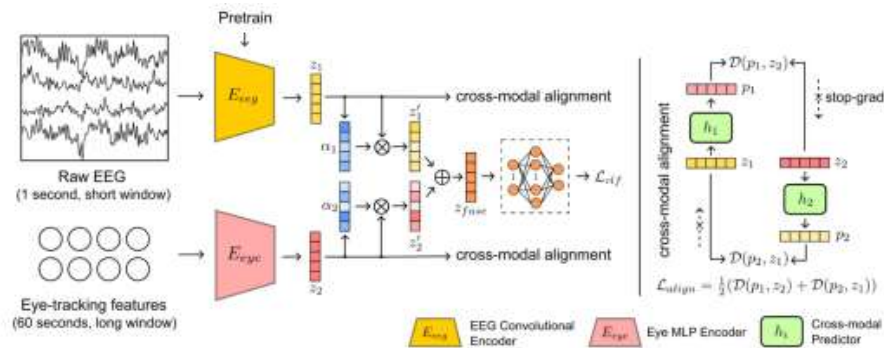 Pretrain
Raw EEG
(1 second, short window)
E_eeg
z_1
cross-modal alignment
α_1
z'_1
α_2
z'_2
z_fuse
L_clf
Eye-tracking features
(60 seconds, long window)
E_eye
z_2
cross-modal alignment
cross-modal alignment
D(p_1, z_2)
p_1
stop-grad
h_1
z_1
z_2
h_2
p_2
D(p_2, z_1)
L_align = 1/2(D(p_1, z_2) + D(p_2, z_1))
E_eeg
EEG Convolutional
Encoder
E_eye
Eye MLP Encoder
Cross-modal
Predictor